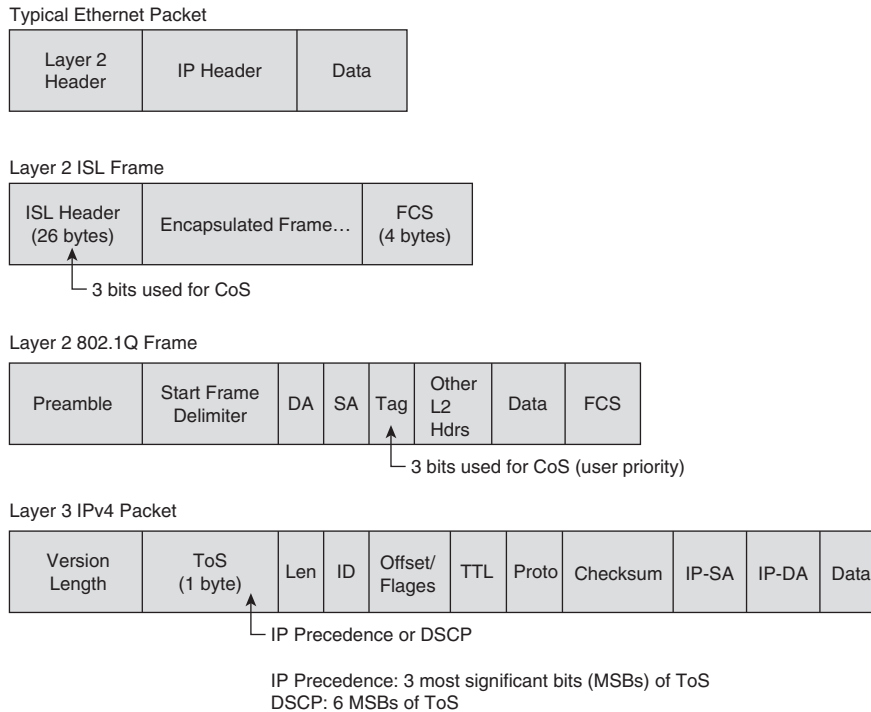 Typical Ethernet Packet
Layer 2
Header
IP Header
Data
Layer 2 ISL Frame
ISL Header
(26 bytes)
Encapsulated Frame…
FCS
(4 bytes)
3 bits used for CoS
Layer 2 802.1Q Frame
Preamble
Start Frame
Delimiter
DA
SA
Tag
Other
L2
Hdrs
Data
FCS
3 bits used for CoS (user priority)
Layer 3 IPv4 Packet
Version
Length
ToS
(1 byte)
Len
ID
Offset/
Flages
TTL
Proto
Checksum
IP-SA
IP-DA
Data
IP Precedence or DSCP
IP Precedence: 3 most significant bits (MSBs) of ToS
DSCP: 6 MSBs of ToS